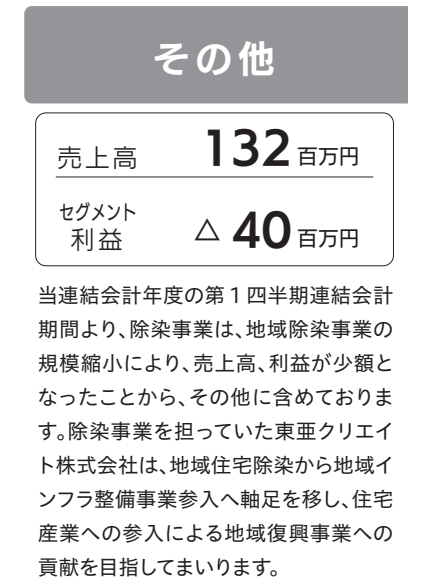 その他
売上高 132百万円
セグメント
利益 △ 40百万円
当連結会計年度の第1四半期連結会計
期間より、除染事業は、地域除染事業の
規模縮小により、売上高、利益が少額と
なったことから、その他に含めておりま
す。除染事業を担っていた東亜クリエイ
ト株式会社は、地域住宅除染から地域イ
ンフラ整備事業参入へ軸足を移し、住宅
産業への参入による地域復興事業への
貢献を目指してまいります。